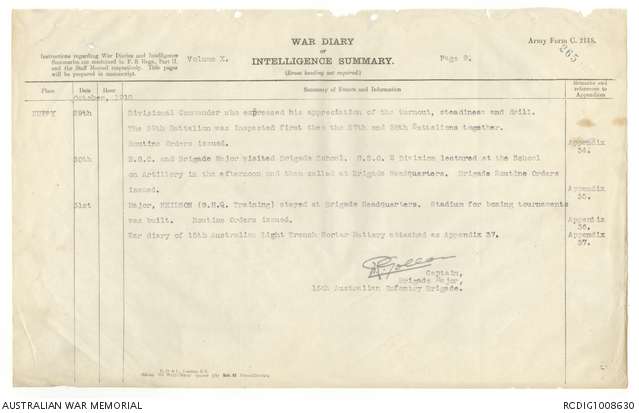 WAR DIARY
or
INTELLIGENCE SUMMARY.
(Erase heading not required.)
Army Form C. 2118.
265
Instructions regarding War Diaries and Intelligence
Summaries are contained in F. S. Regs., Part II.
and the Staff Manual respectively. Title pages
will be prepared in manuscript.
Volume X.
Page 9.
Place Date Hour Summary of Events and Information Remarks and references to Appendices
October, 1918
29th Divisional Commander who expressed his appreciation of the turnout, steadiness and drill.
The 59th Battalion was inspected first then the 57th and 58th Battalions together.
Routine Orders issued. Appendix
34.
30th and Brigade Major visited Brigade School. Division lectured at the School
on Artillery in the afternoon and then called at Brigade Headquarters. Brigade Routine Orders
issued. Appendix
35.
31st Major, (G.H.Q. Training) stayed at Brigade Headquarters. Stadium for boxing tournaments
was built. Routine Orders issued. Appendix
36.
War diary of 15th Australian Light Trench Mortar Battery attached as Appendix 37. Appendix
37.
Captain,
Brigade Major,
15th Australian Infantry Brigade.
AUSTRALIAN WAR MEMORIAL
RCDIG1008630